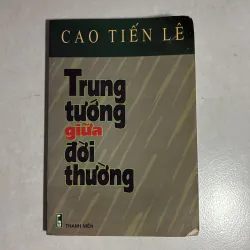 CAO TIẾN LÊ
Trung
tướng
giữa
đời
thường
THANH NIÊN